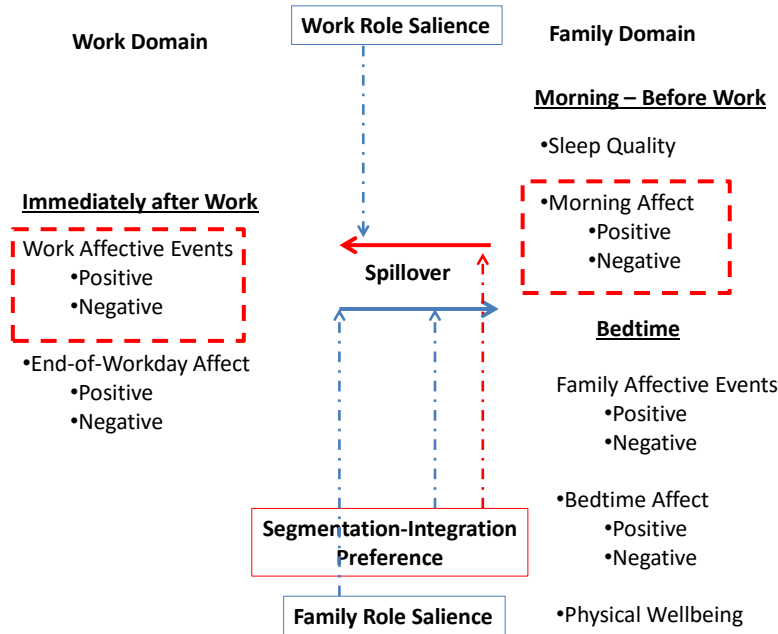 Work Domain
Work Role Salience
Family Domain
Morning – Before Work
•Sleep Quality
•Morning Affect
•Positive
•Negative
Immediately after Work
Work Affective Events
•Positive
•Negative
•End-of-Workday Affect
•Positive
•Negative
Spillover
Bedtime
Family Affective Events
•Positive
•Negative
•Bedtime Affect
•Positive
•Negative
•Physical Wellbeing
Segmentation-Integration
Preference
Family Role Salience